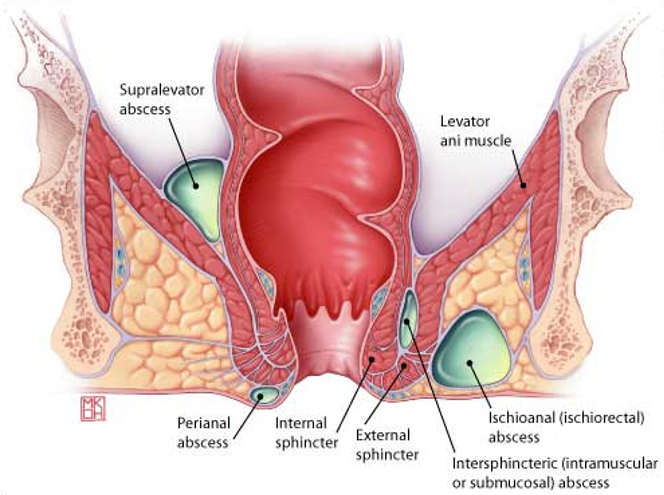 Supralevator
abscess
Levator
ani muscle
Perianal
abscess
Internal
sphincter
External
sphincter
Ischioanal (ischiorectal)
abscess
Intersphincteric (intramuscular
or submucosal) abscess